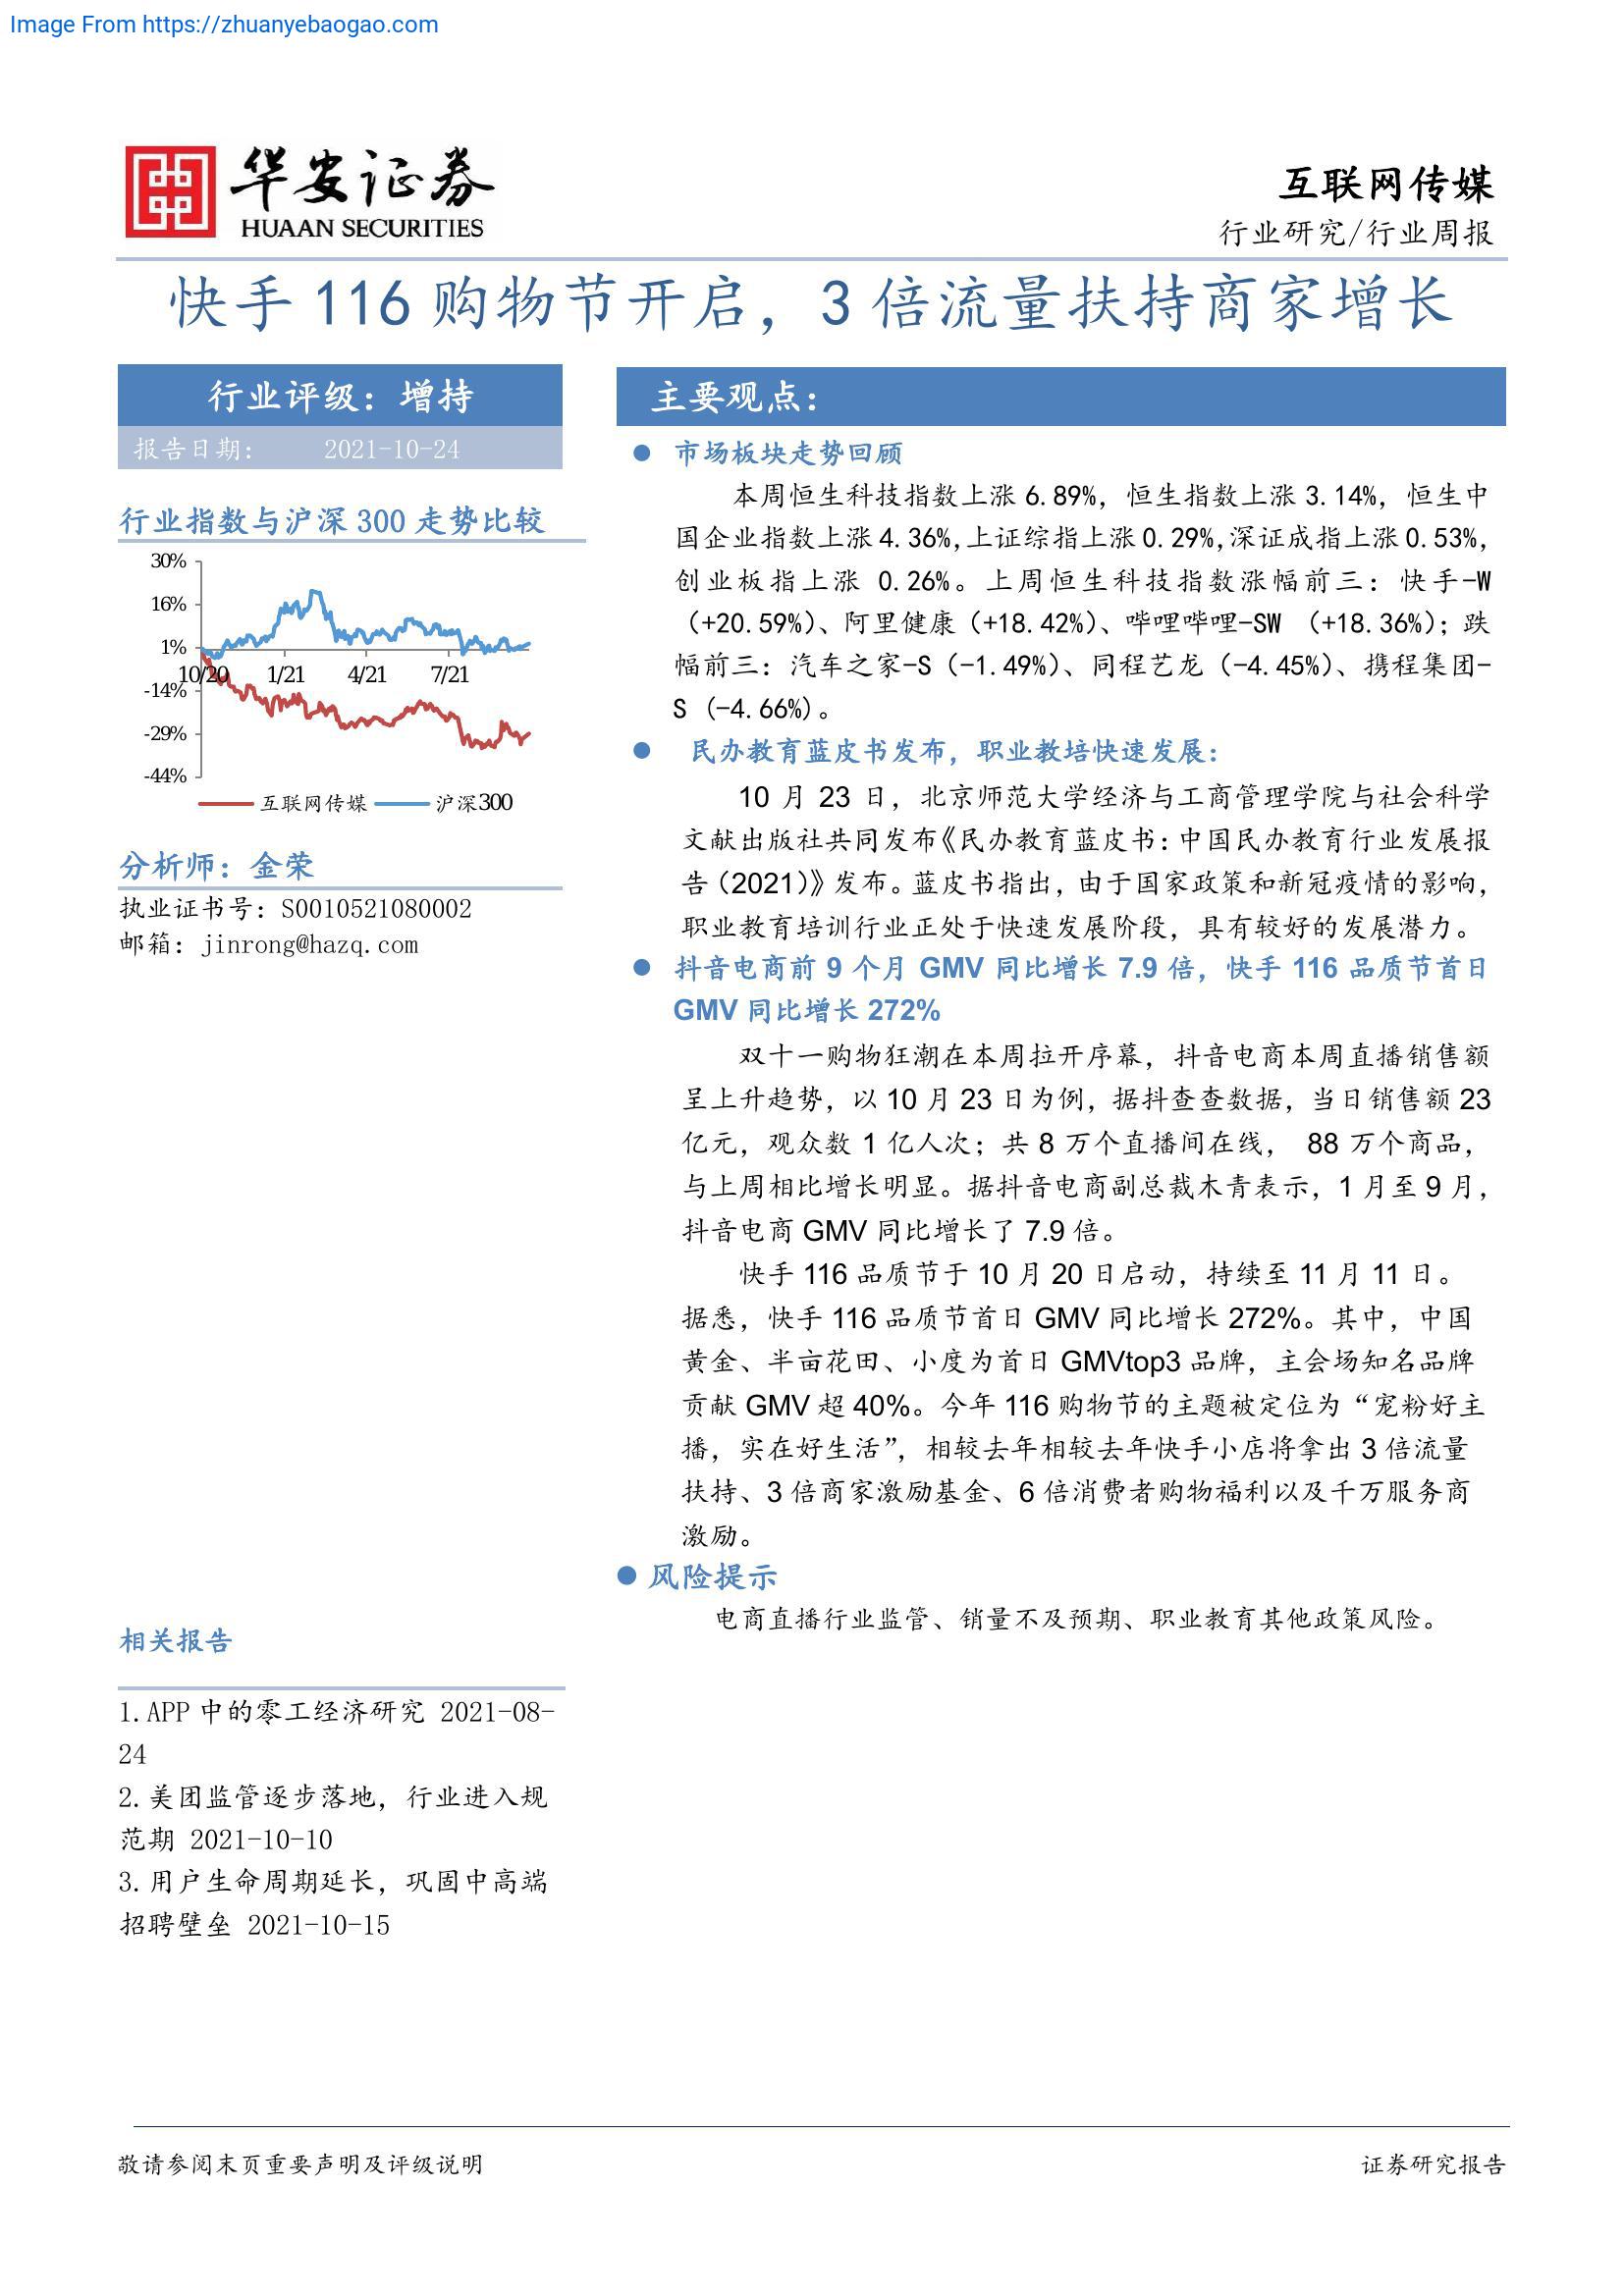 Image From https://zhuanyebaogao.com
华安证券
HUAAN SECURITIES
互联网传媒
行业研究/行业周报
快手 116 购物节开启，3 倍流量扶持商家增长
行业评级：增持
报告日期： 2021-10-24
行业指数与沪深 300 走势比较
30%
16%
1%
10/20 1/21 4/21 7/21
-14%
-29%
-44%
互联网传媒 沪深300
分析师：金荣
执业证书号：S0010521080002
邮箱：jinrong@hazq.com
相关报告
1.APP 中的零工经济研究 2021-08-
24
2.美团监管逐步落地，行业进入规
范期 2021-10-10
3.用户生命周期延长，巩固中高端
招聘壁垒 2021-10-15
主要观点：
● 市场板块走势回顾
本周恒生科技指数上涨 6.89%，恒生指数上涨 3.14%，恒生中
国企业指数上涨 4.36%,上证综指上涨 0.29%,深证成指上涨 0.53%，
创业板指上涨 0.26%。上周恒生科技指数涨幅前三：快手-W
（+20.59%）、阿里健康（+18.42%）、哔哩哔哩-SW （+18.36%）；跌
幅前三：汽车之家-S（-1.49%）、同程艺龙（-4.45%）、携程集团-
S（-4.66%）。
● 民办教育蓝皮书发布，职业教培快速发展：
10 月 23 日，北京师范大学经济与工商管理学院与社会科学
文献出版社共同发布《民办教育蓝皮书：中国民办教育行业发展报
告（2021）》发布。蓝皮书指出，由于国家政策和新冠疫情的影响，
职业教育培训行业正处于快速发展阶段，具有较好的发展潜力。
● 抖音电商前 9 个月 GMV 同比增长 7.9 倍，快手 116 品质节首日
GMV 同比增长 272%
双十一购物狂潮在本周拉开序幕，抖音电商本周直播销售额
呈上升趋势，以 10 月 23 日为例，据抖查查数据，当日销售额 23
亿元，观众数 1 亿人次；共 8 万个直播间在线， 88 万个商品，
与上周相比增长明显。据抖音电商副总裁木青表示，1 月至 9 月，
抖音电商 GMV 同比增长了 7.9 倍。
快手 116 品质节于 10 月 20 日启动，持续至 11 月 11 日。
据悉，快手 116 品质节首日 GMV 同比增长 272%。其中，中国
黄金、半亩花田、小度为首日 GMVtop3 品牌，主会场知名品牌
贡献 GMV 超 40%。今年 116 购物节的主题被定位为“宠粉好主
播，实在好生活”，相较去年相较去年快手小店将拿出 3 倍流量
扶持、3 倍商家激励基金、6 倍消费者购物福利以及千万服务商
激励。
● 风险提示
电商直播行业监管、销量不及预期、职业教育其他政策风险。
敬请参阅末页重要声明及评级说明
证券研究报告